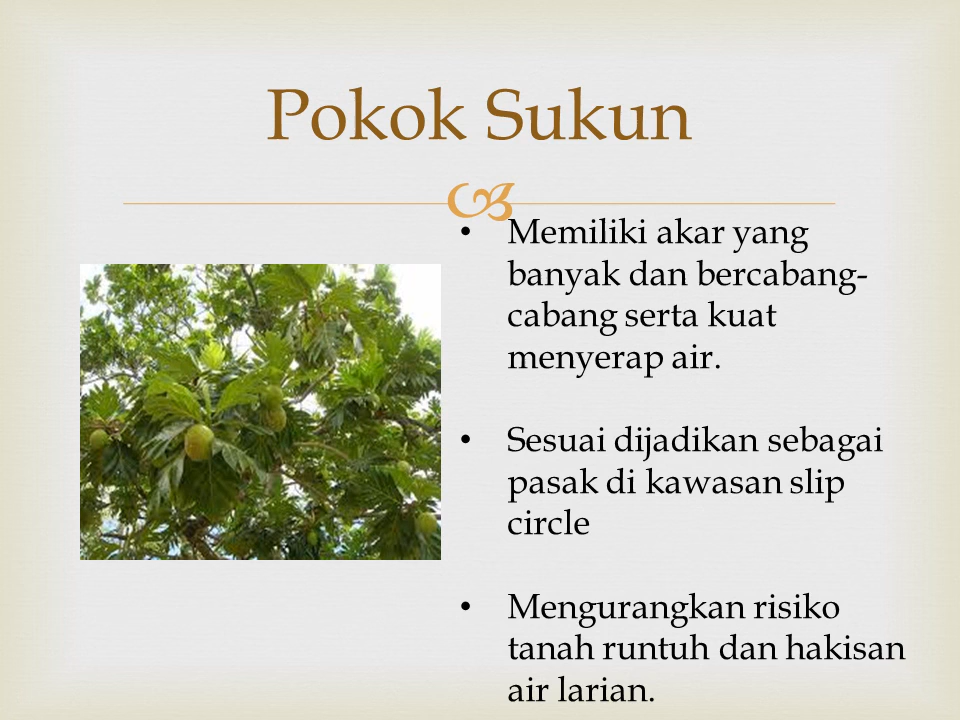 Pokok Sukun
• Memiliki akar yang
banyak dan bercabang-
cabang serta kuat
menyerap air.
• Sesuai dijadikan sebagai
pasak di kawasan slip
circle
• Mengurangkan risiko
tanah runtuh dan hakisan
air larian.